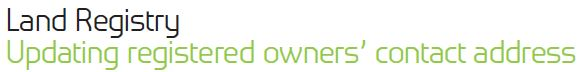 Land Registry
Updating registered owners’ contact address